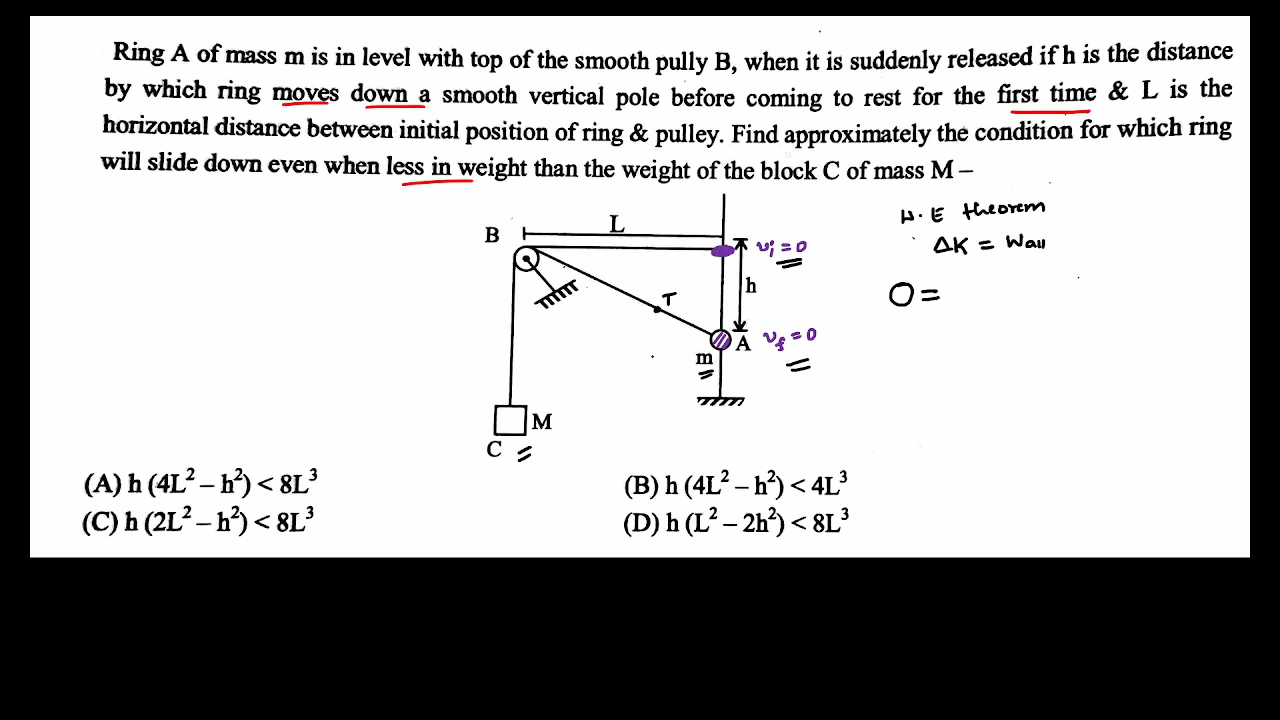 Ring A of mass m is in level with top of the smooth pully B, when it is suddenly released if h is the distance
by which ring moves down a smooth vertical pole before coming to rest for the first time & L is the
horizontal distance between initial position of ring & pulley. Find approximately the condition for which ring
will slide down even when less in weight than the weight of the block C of mass M –
W.E theorem
ΔK = Wall
0 =
B
L
vi = 0
h
T
A
vf = 0
m
M
C
(A) h (4L² – h²) < 8L³
(B) h (4L² – h²) < 4L³
(C) h (2L² – h²) < 8L³
(D) h (L² – 2h²) < 8L³